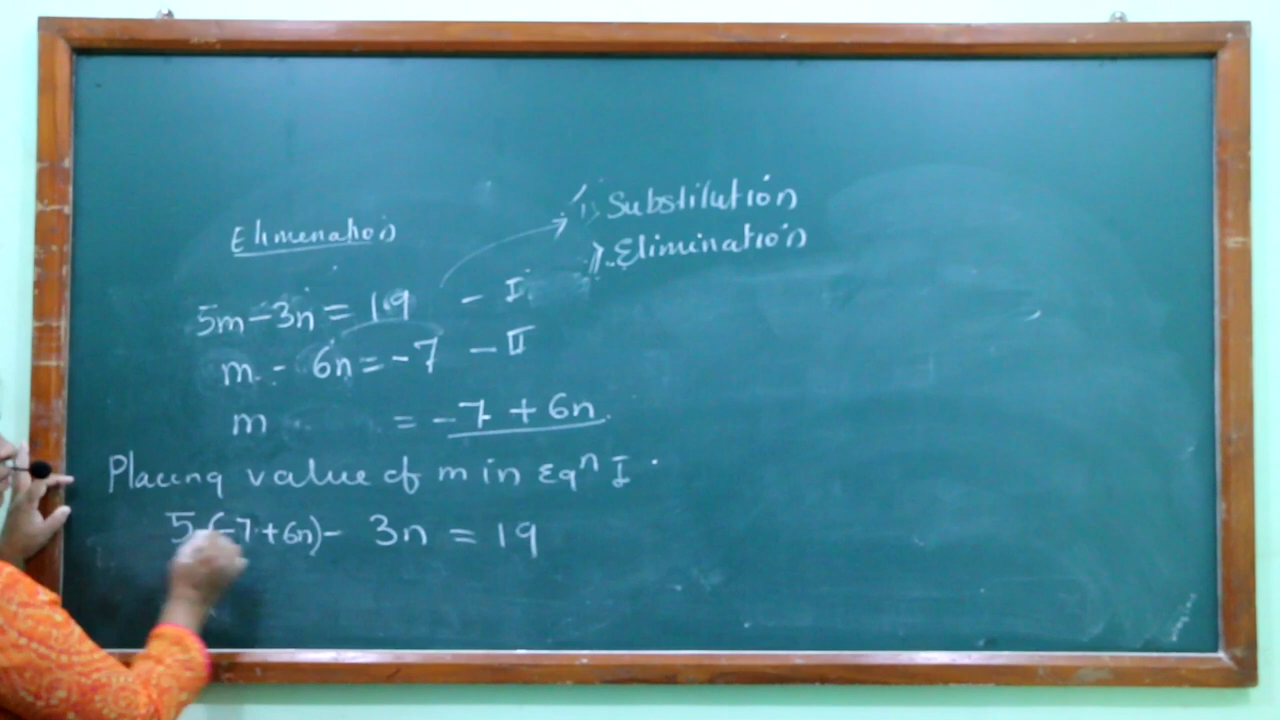 1) Substitution
Elimenation
11). Elimination
5m - 3n = 19 - I
m - 6n = -7 - II
m = -7 + 6n.
Placing value of m in Eqⁿ I.
5(-7+6n) - 3n = 19